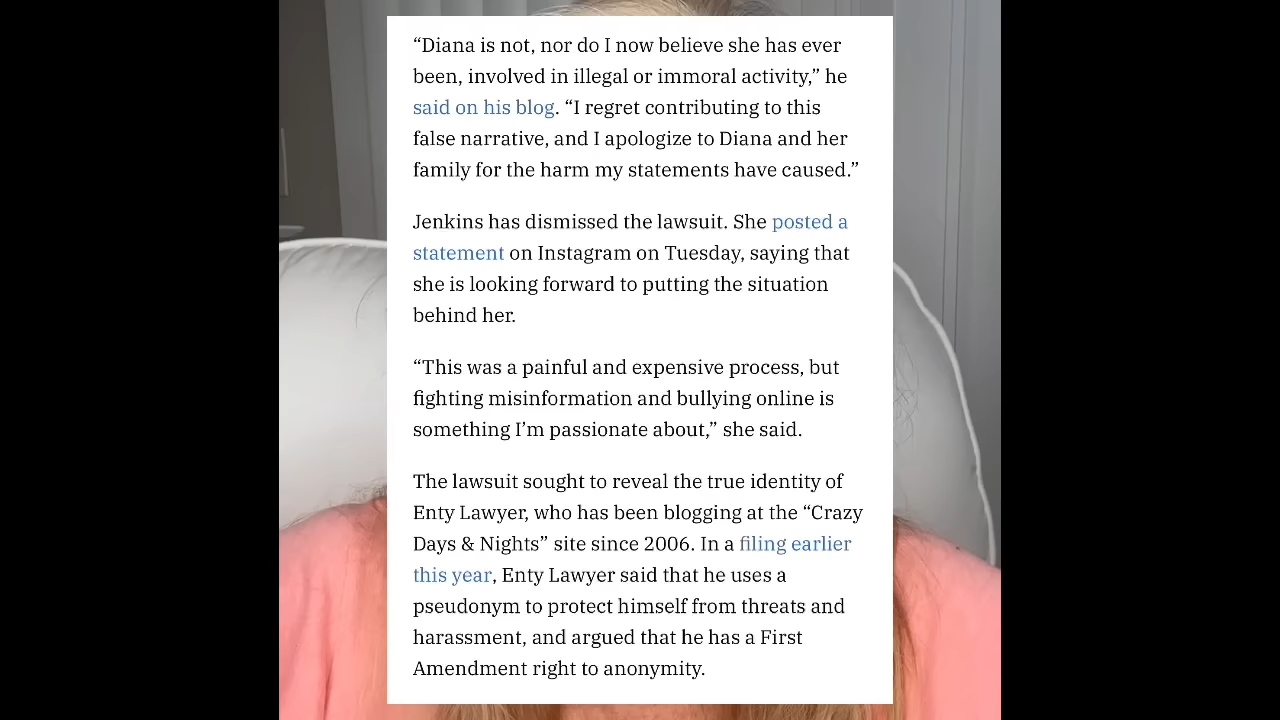 “Diana is not, nor do I now believe she has ever
been, involved in illegal or immoral activity,” he
said on his blog. “I regret contributing to this
false narrative, and I apologize to Diana and her
family for the harm my statements have caused.”
Jenkins has dismissed the lawsuit. She posted a
statement on Instagram on Tuesday, saying that
she is looking forward to putting the situation
behind her.
“This was a painful and expensive process, but
fighting misinformation and bullying online is
something I’m passionate about,” she said.
The lawsuit sought to reveal the true identity of
Enty Lawyer, who has been blogging at the “Crazy
Days & Nights” site since 2006. In a filing earlier
this year, Enty Lawyer said that he uses a
pseudonym to protect himself from threats and
harassment, and argued that he has a First
Amendment right to anonymity.